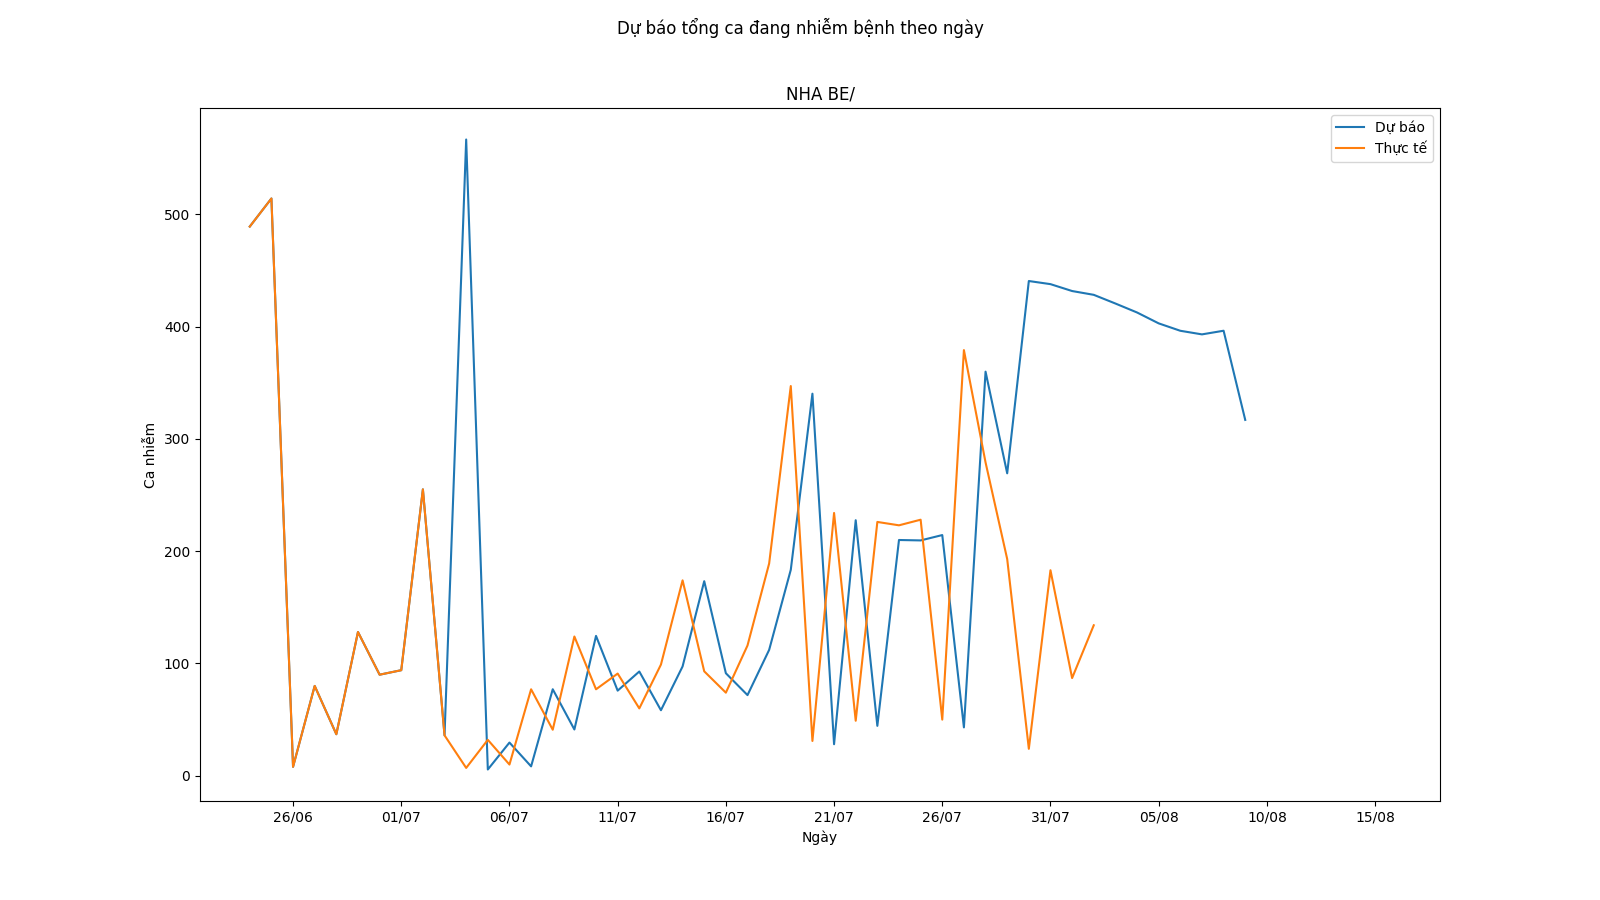 Dự báo tổng ca đang nhiễm bệnh theo ngày
NHA BE/
Dự báo
Thực tế
500
400
300
200
100
0
Ca nhiễm
26/06 01/07 06/07 11/07 16/07 21/07 26/07 31/07 05/08 10/08 15/08
Ngày